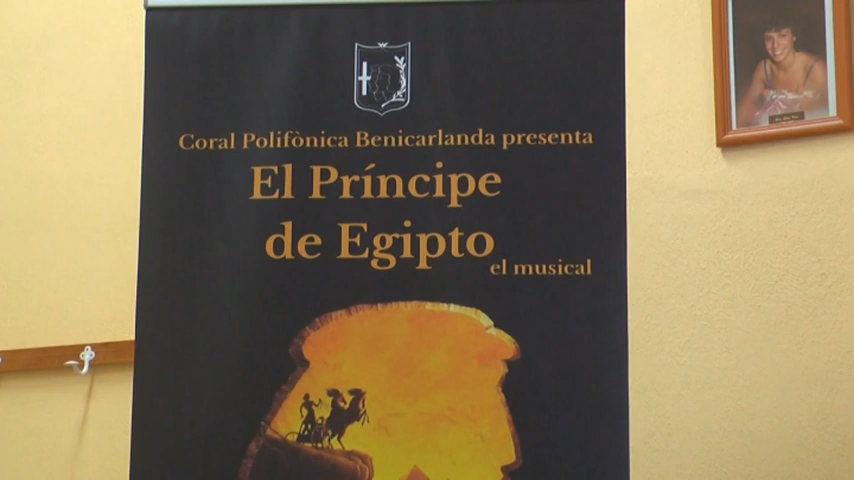 Coral Polifònica Benicarlanda presenta
El Príncipe
de Egipto
el musical